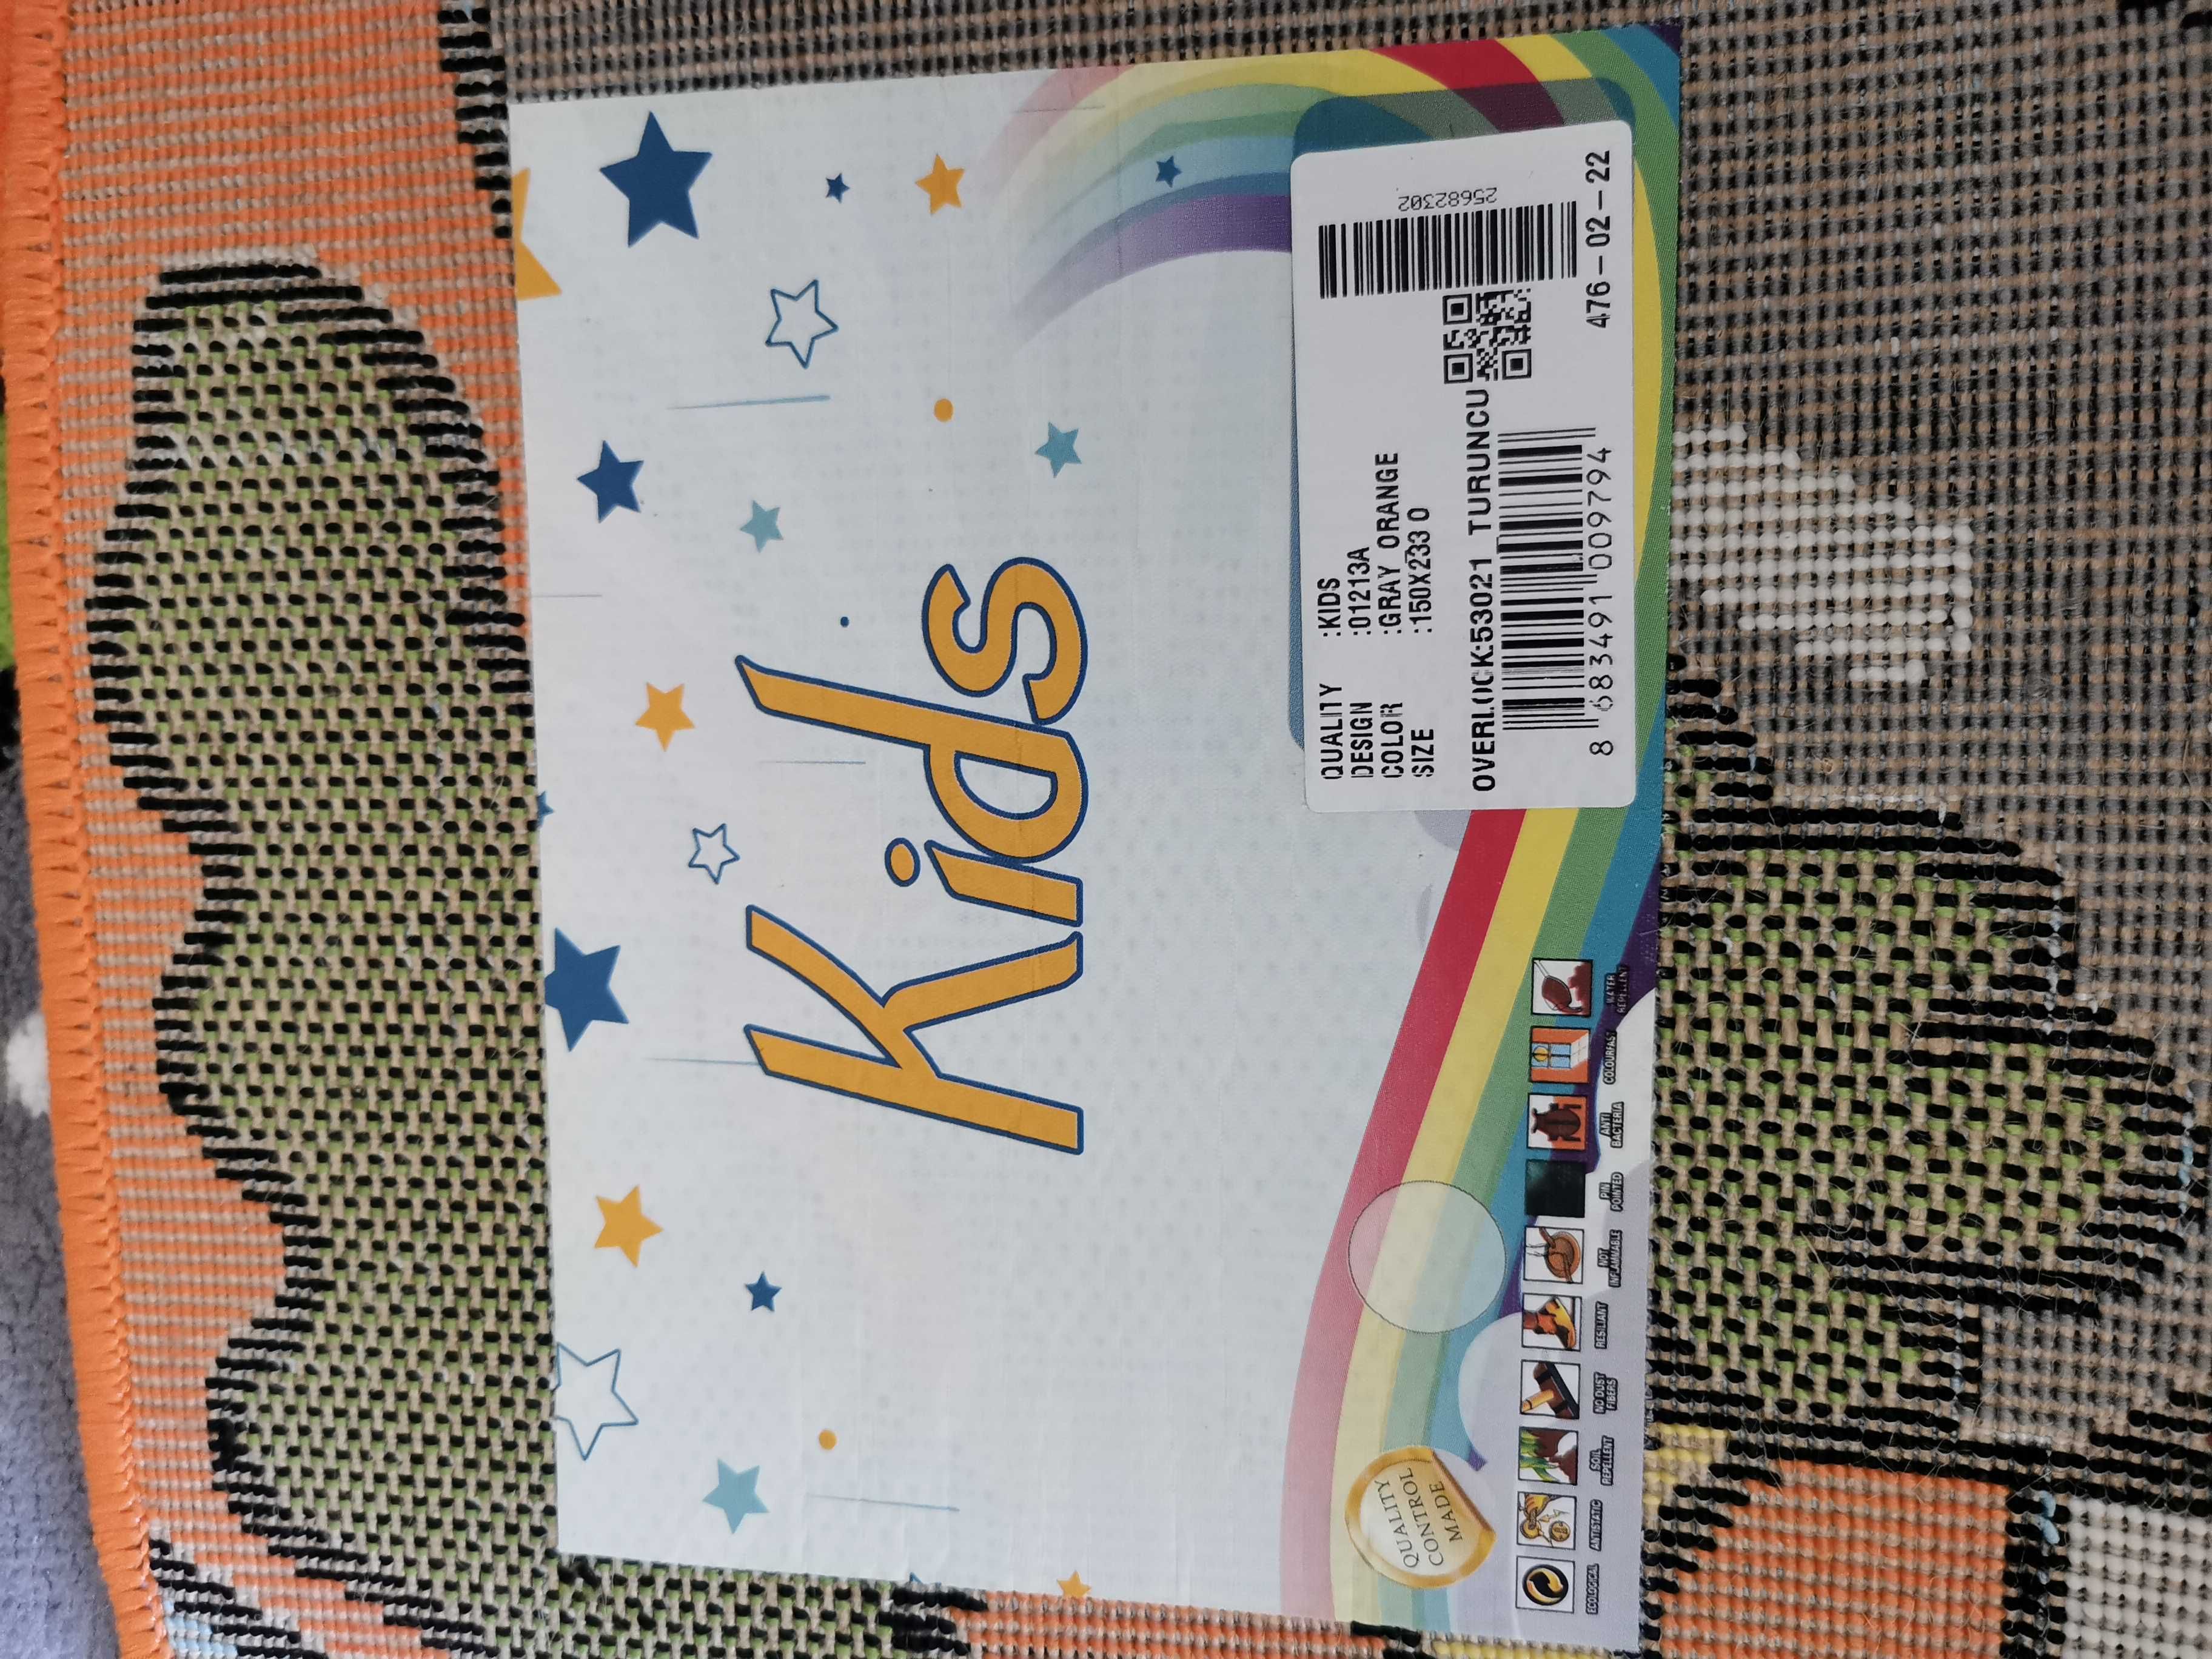 Kids
QUALITY :KIDS
DESIGN :01213A
COLOR :GRAY ORANGE
SIZE :150X233 O
OVERLOCK:53021 TURUNCU
25682302
8 683491 009794
476-02-22
QUALITY
CONTROL
MADE
ECOLOGICAL
ANTISTATIC
SOIL
REPELLENT
NO DUST
FIBERS
RESILIANT
NOT
INFLAMMABLE
PIN
POINTED
ANTI
BACTERIA
COLOURFAST
WATER
REPELLENT